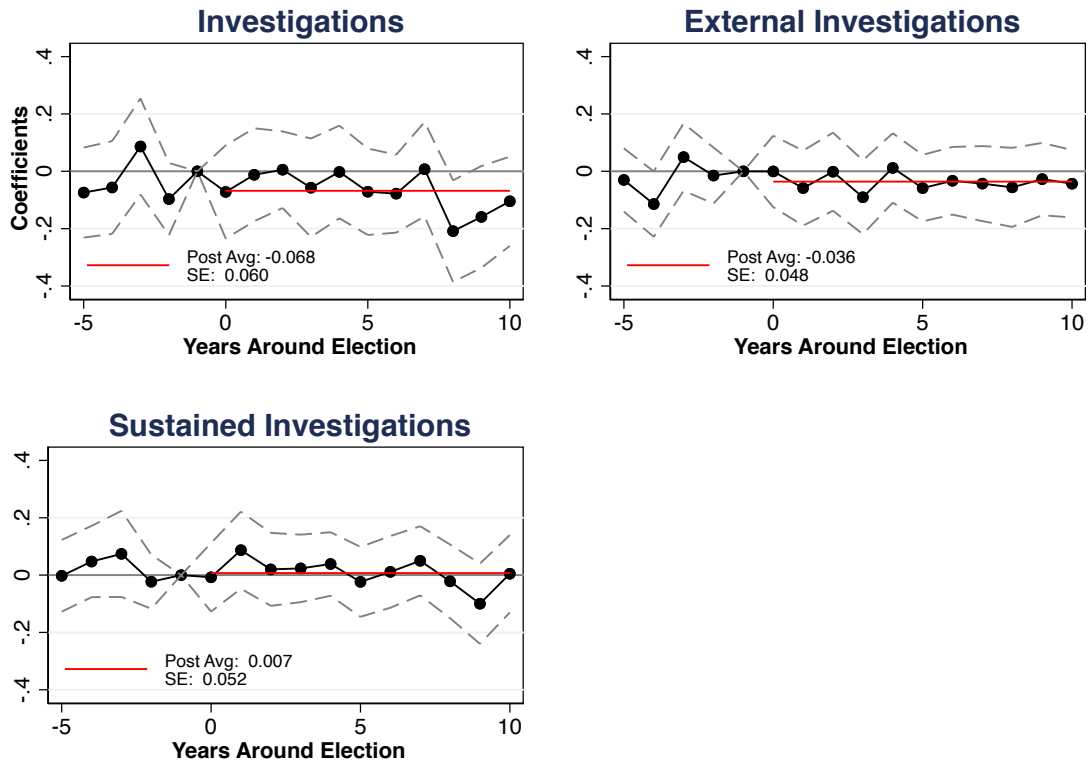 Investigations
.4
.2
0
-.2
-.4
Coefficients
Post Avg: -0.068
SE: 0.060
-5 0 5 10
Years Around Election
External Investigations
.4
.2
0
-.2
-.4
Post Avg: -0.036
SE: 0.048
-5 0 5 10
Years Around Election
Sustained Investigations
.4
.2
0
-.2
-.4
Post Avg: 0.007
SE: 0.052
-5 0 5 10
Years Around Election